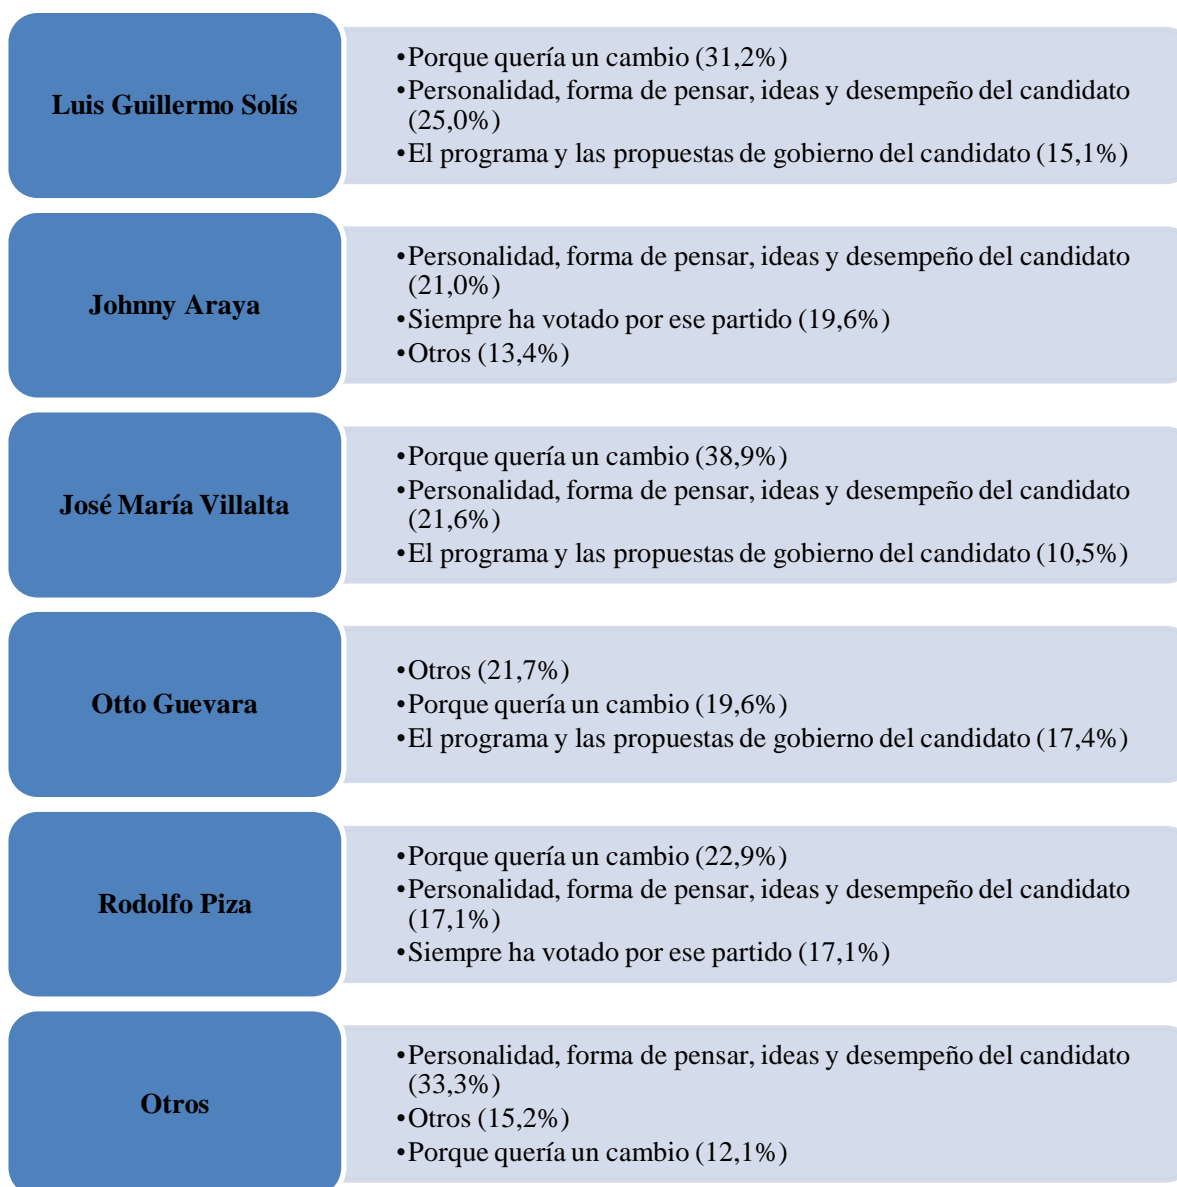 Luis Guillermo Solís
•Porque quería un cambio (31,2%)
•Personalidad, forma de pensar, ideas y desempeño del candidato
(25,0%)
•El programa y las propuestas de gobierno del candidato (15,1%)
Johnny Araya
•Personalidad, forma de pensar, ideas y desempeño del candidato
(21,0%)
•Siempre ha votado por ese partido (19,6%)
•Otros (13,4%)
José María Villalta
•Porque quería un cambio (38,9%)
•Personalidad, forma de pensar, ideas y desempeño del candidato
(21,6%)
•El programa y las propuestas de gobierno del candidato (10,5%)
Otto Guevara
•Otros (21,7%)
•Porque quería un cambio (19,6%)
•El programa y las propuestas de gobierno del candidato (17,4%)
Rodolfo Piza
•Porque quería un cambio (22,9%)
•Personalidad, forma de pensar, ideas y desempeño del candidato
(17,1%)
•Siempre ha votado por ese partido (17,1%)
Otros
•Personalidad, forma de pensar, ideas y desempeño del candidato
(33,3%)
•Otros (15,2%)
•Porque quería un cambio (12,1%)